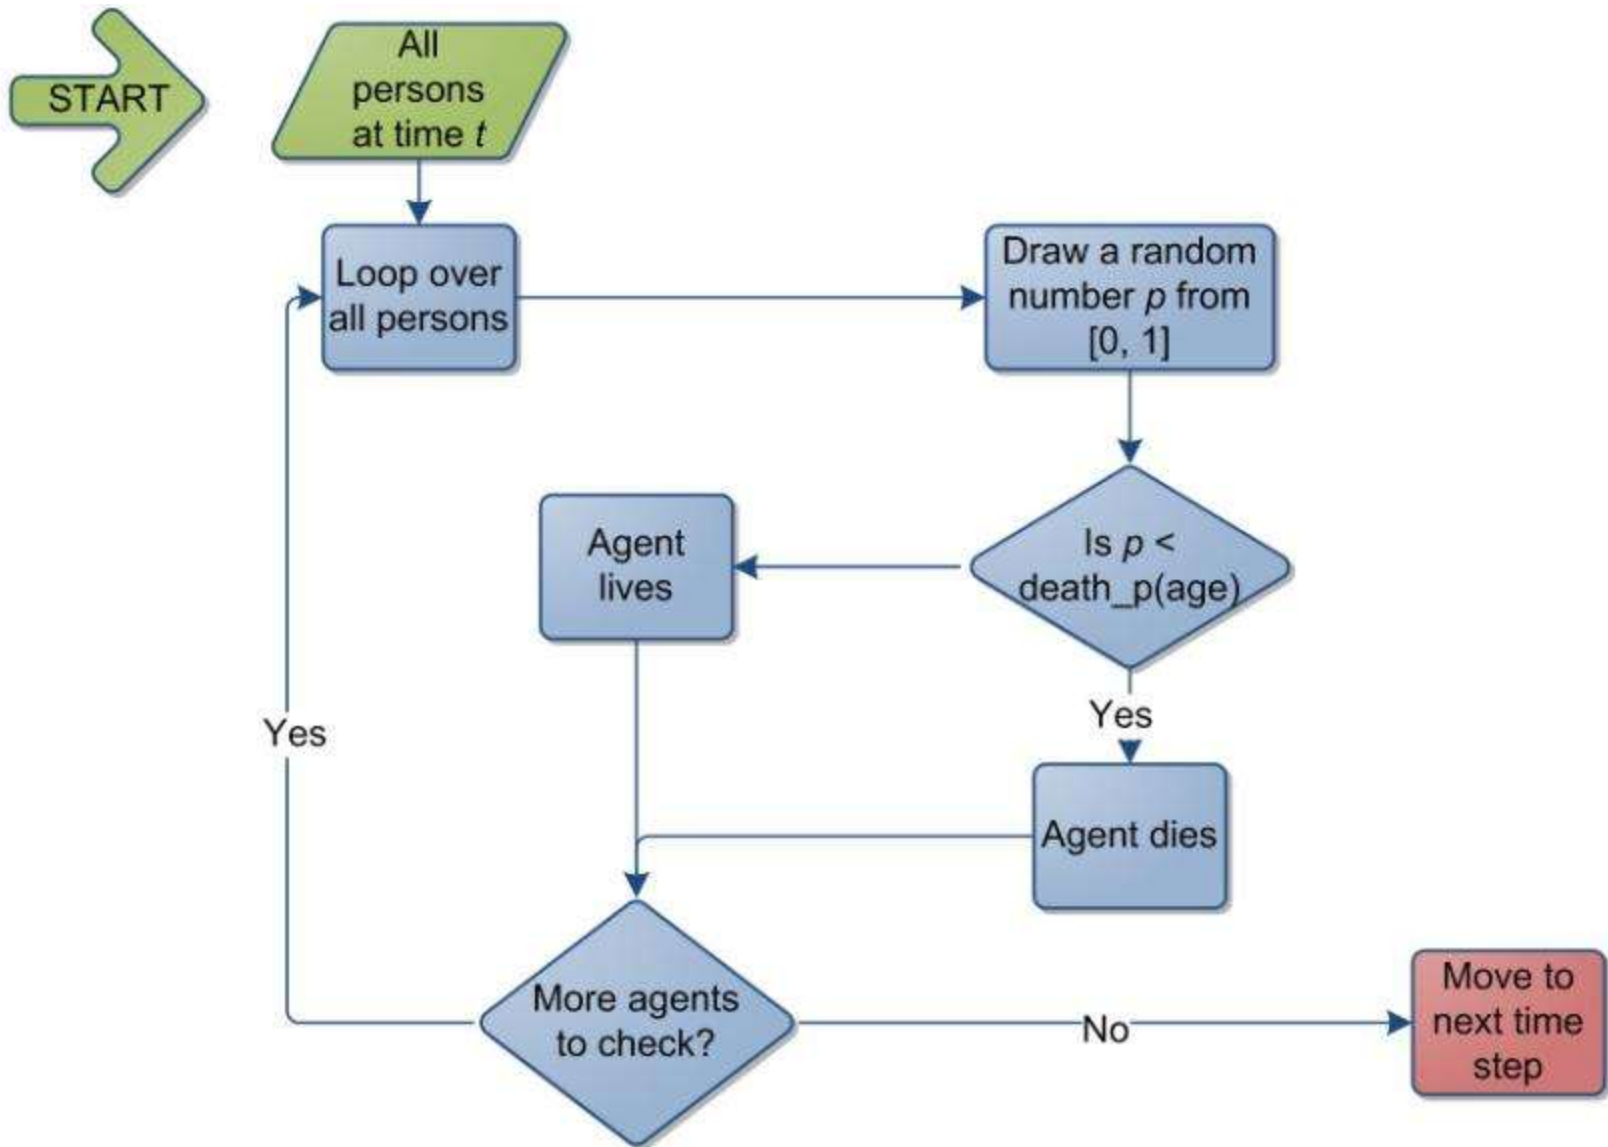 START
All
persons
at time t
Loop over
all persons
Draw a random
number p from
[0, 1]
Agent
lives
Is p <
death_p(age)
Yes
Yes
Agent dies
More agents
to check?
No
Move to
next time
step